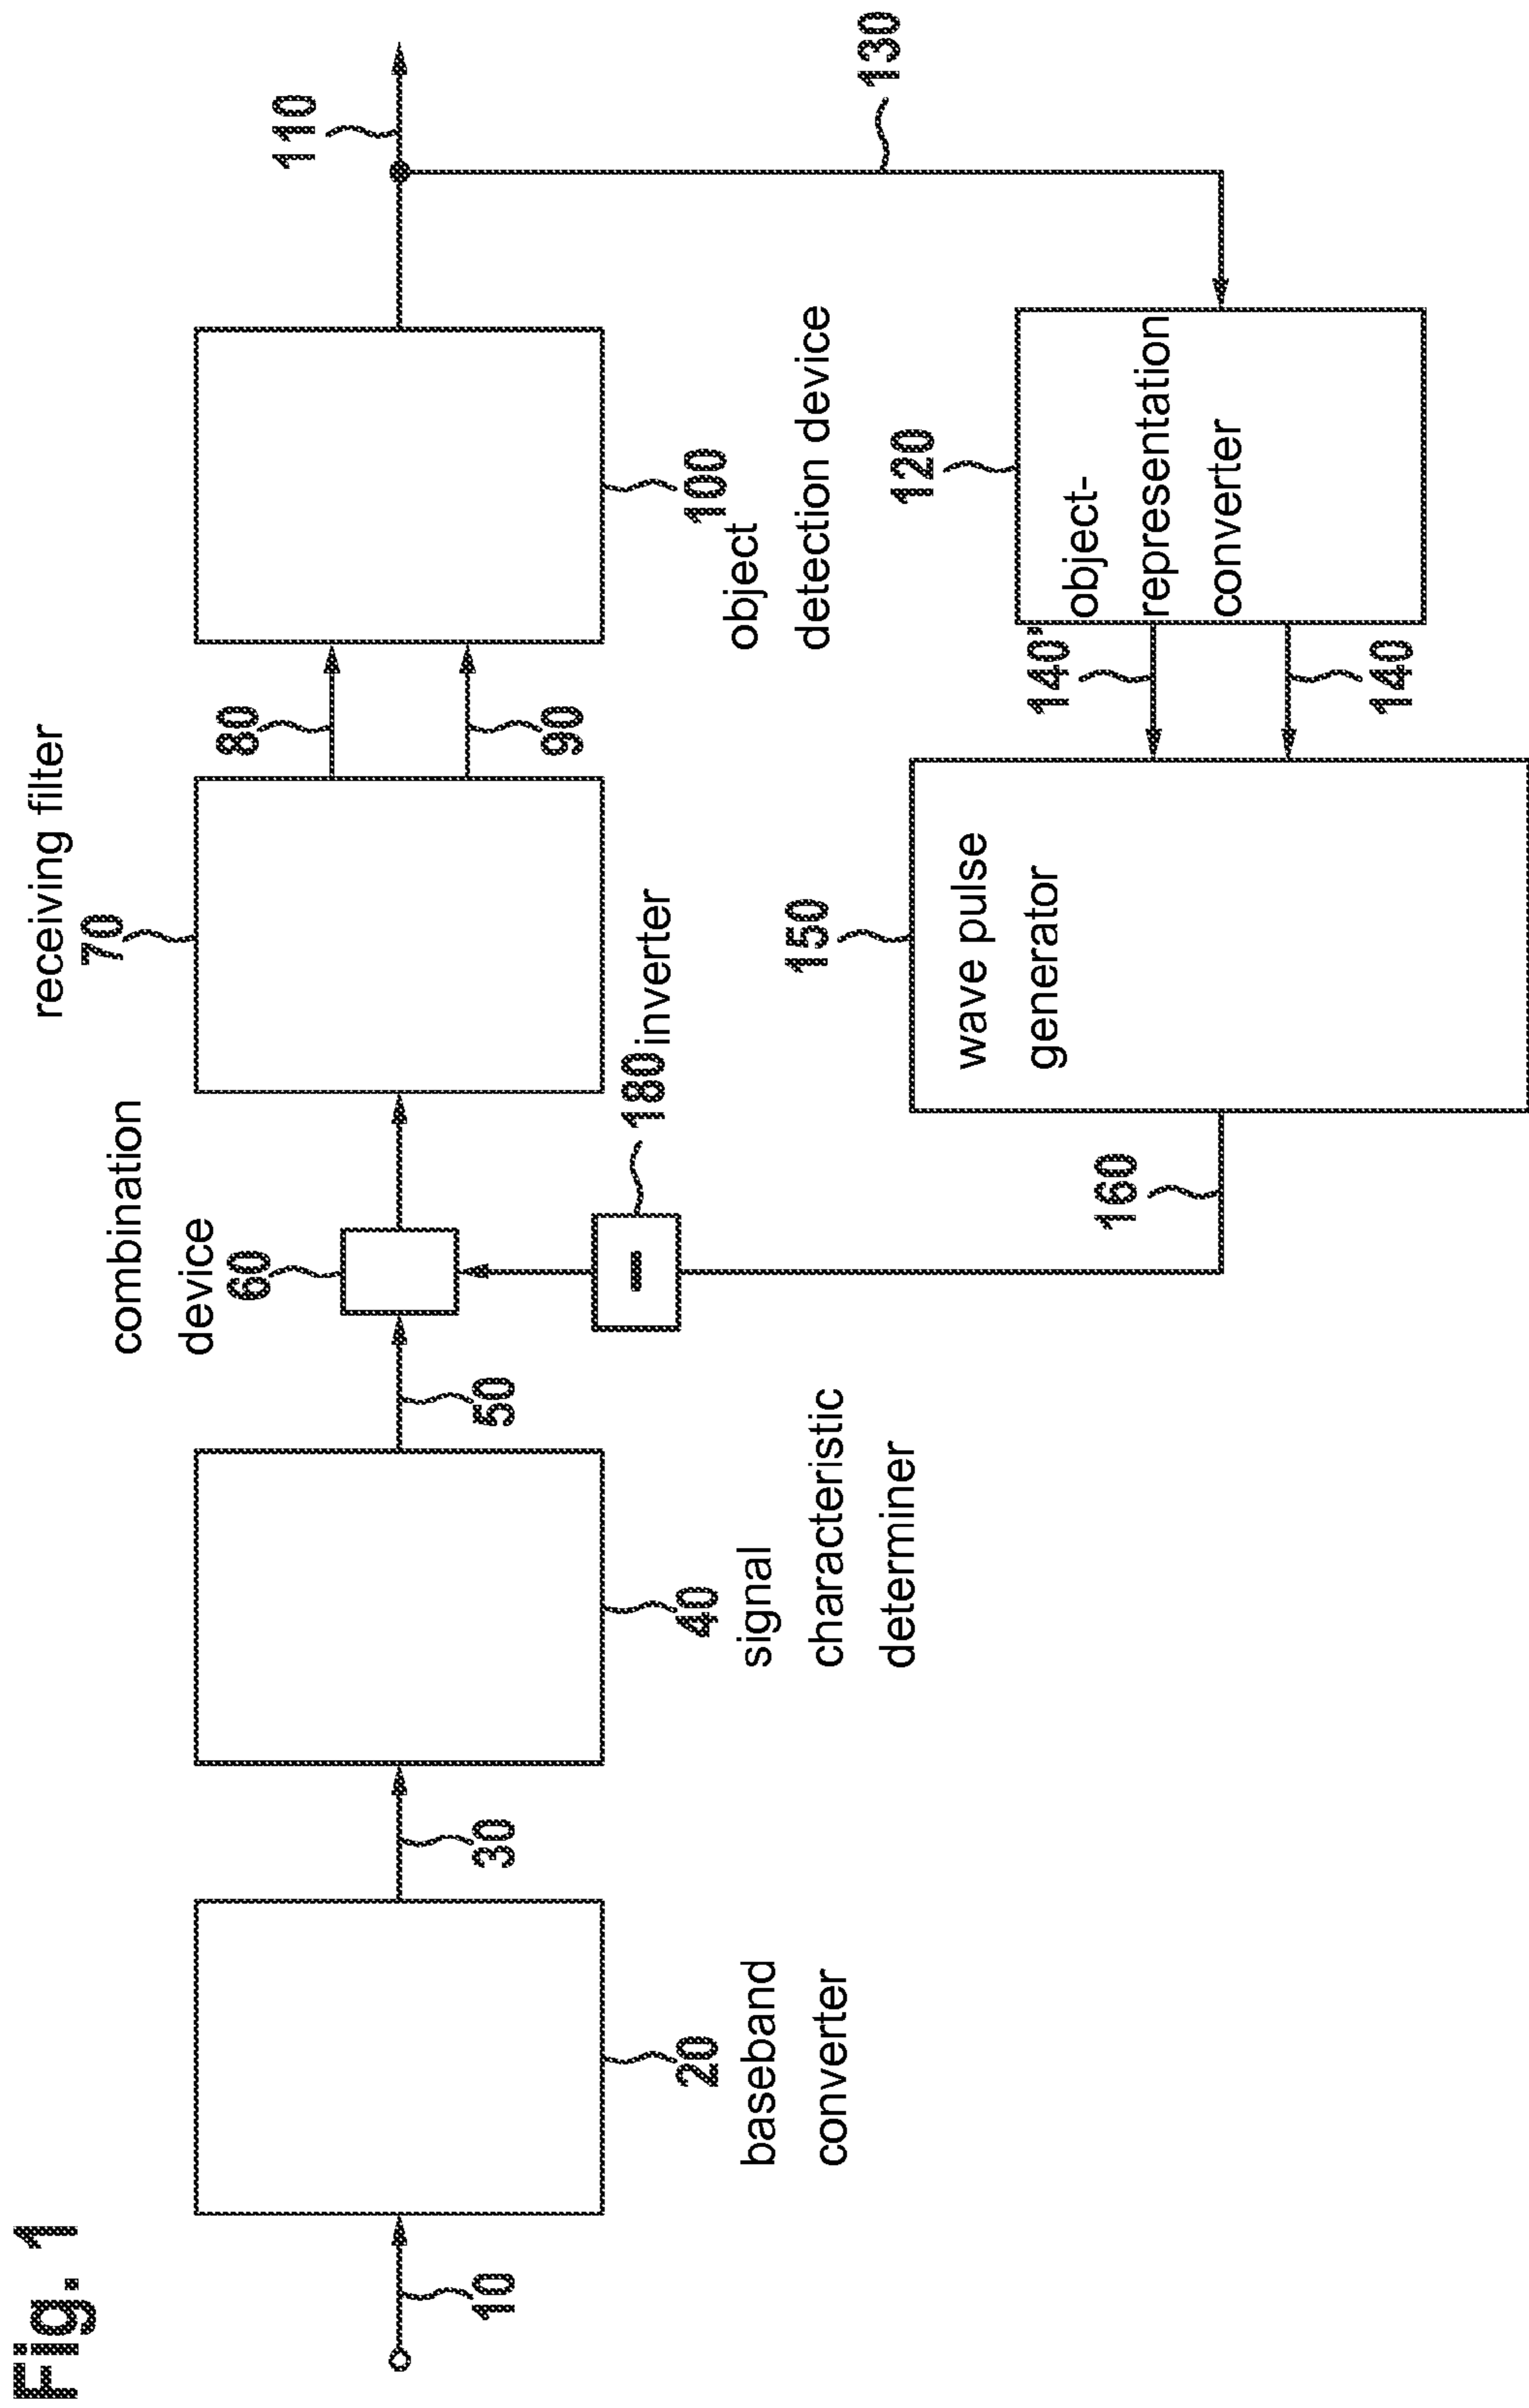 Fig. 1
10
20
baseband
converter
30
40
signal
characteristic
determiner
50
combination
device
60
receiving filter
70
80
90
100
object
detection device
110
130
120
object-
representation
converter
140'
140
150
wave pulse
generator
160
180
inverter
–